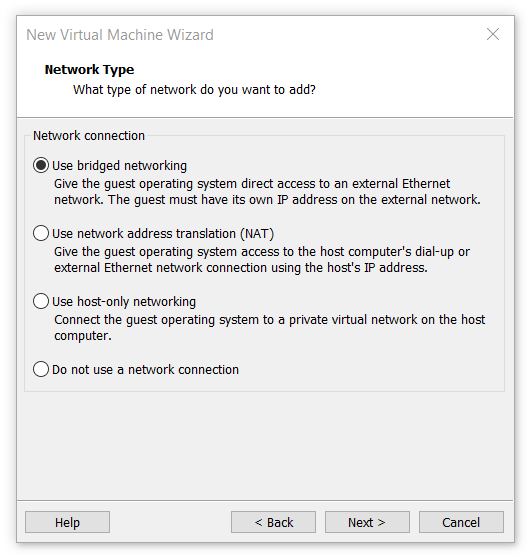 New Virtual Machine Wizard
Network Type
What type of network do you want to add?
Network connection
Use bridged networking
Give the guest operating system direct access to an external Ethernet
network. The guest must have its own IP address on the external network.
Use network address translation (NAT)
Give the guest operating system access to the host computer's dial-up or
external Ethernet network connection using the host's IP address.
Use host-only networking
Connect the guest operating system to a private virtual network on the host
computer.
Do not use a network connection
Help
< Back
Next >
Cancel